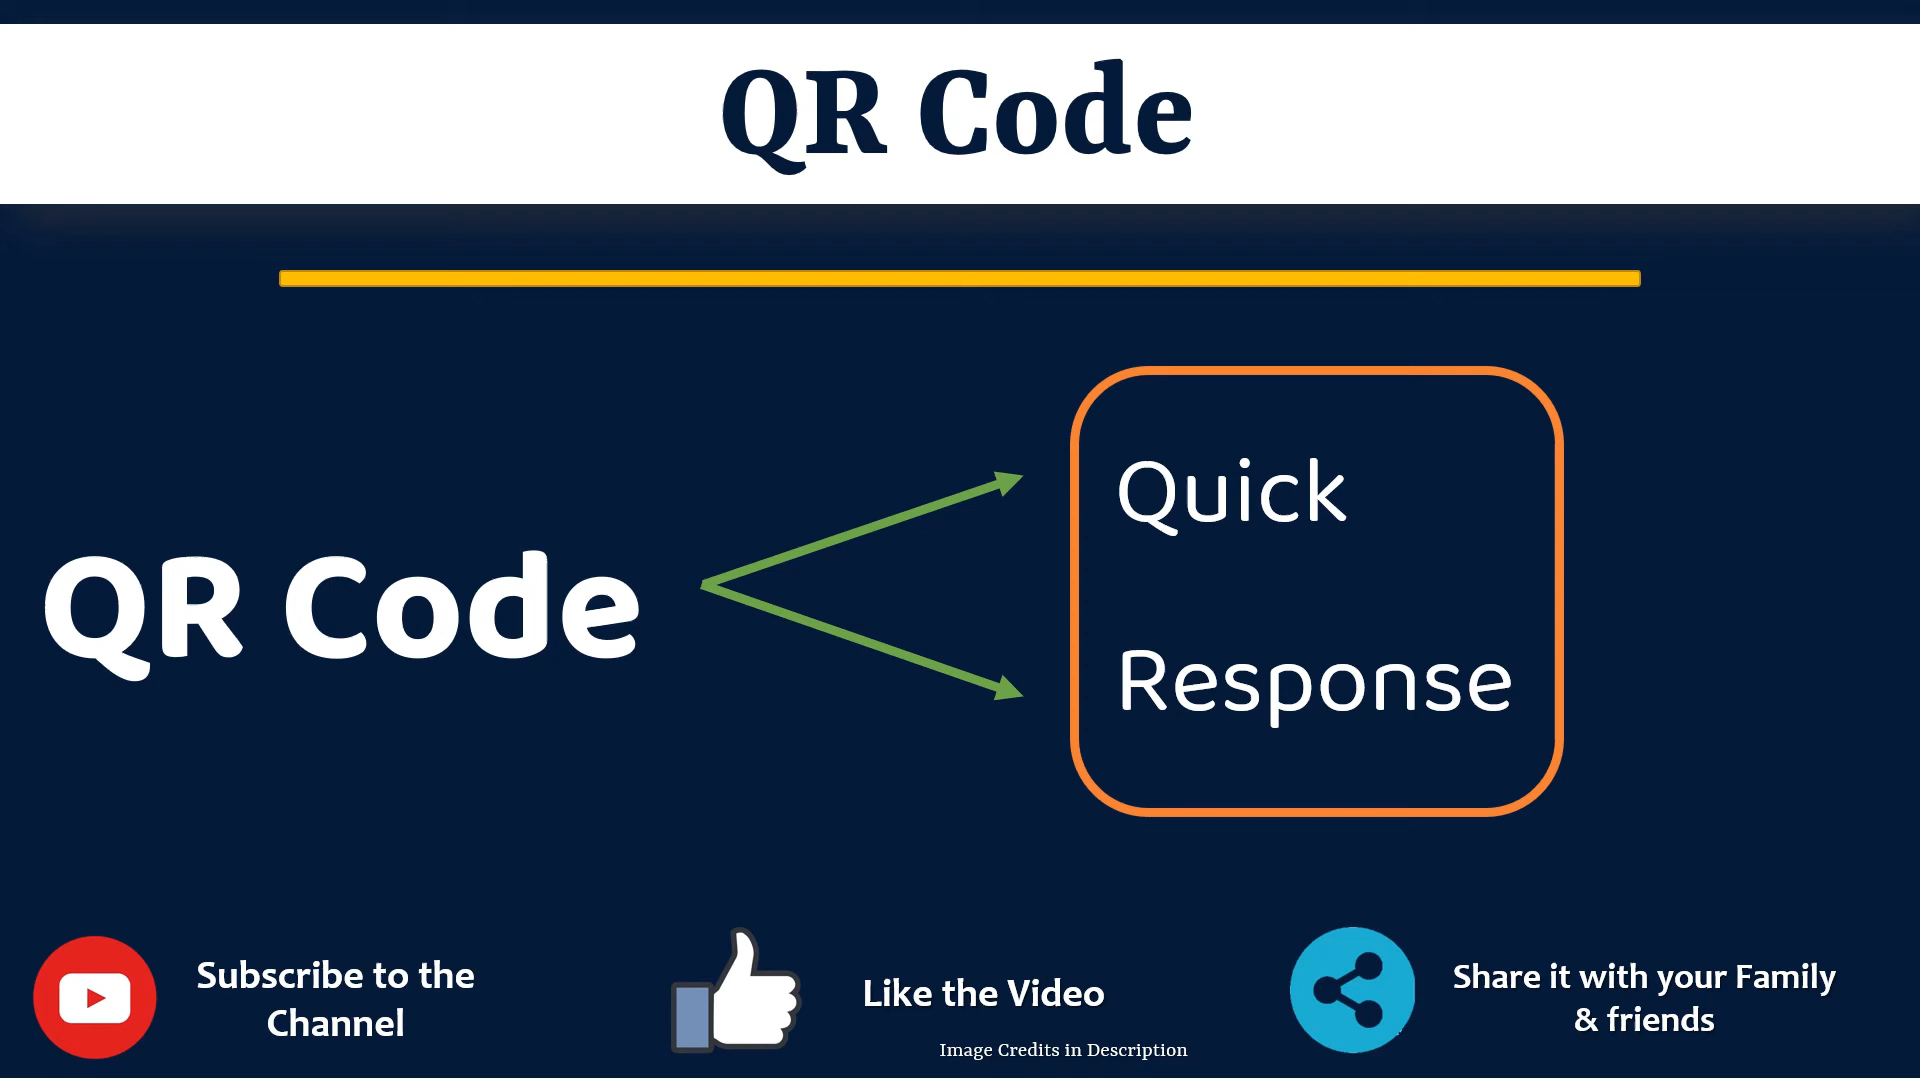 QR Code
Quick
QR Code
Response
Subscribe to the
Channel
Like the Video
Share it with your Family
& friends
Image Credits in Description